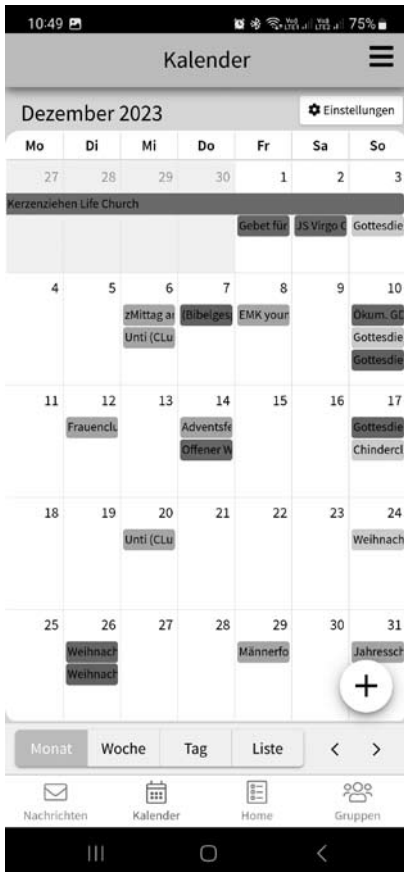 10:49 75%
Kalender
Dezember 2023 Einstellungen
Mo Di Mi Do Fr Sa So
27 28 29 30 1 2 3
Kerzenziehen Life Church
Gebet für JS Virgo C Gottesdie
4 5 6 7 8 9 10
zMittag ar (Bibelges EMK your Ökum. GD
Unti (CLu Gottesdie
Gottesdie
11 12 13 14 15 16 17
Frauenclu Adventsfe Gottesdie
Offener W Chindercl
18 19 20 21 22 23 24
Unti (CLu Weihnach
25 26 27 28 29 30 31
Weihnach Männerfo Jahressch
Weihnach
Monat Woche Tag Liste < >
Nachrichten Kalender Home Gruppen